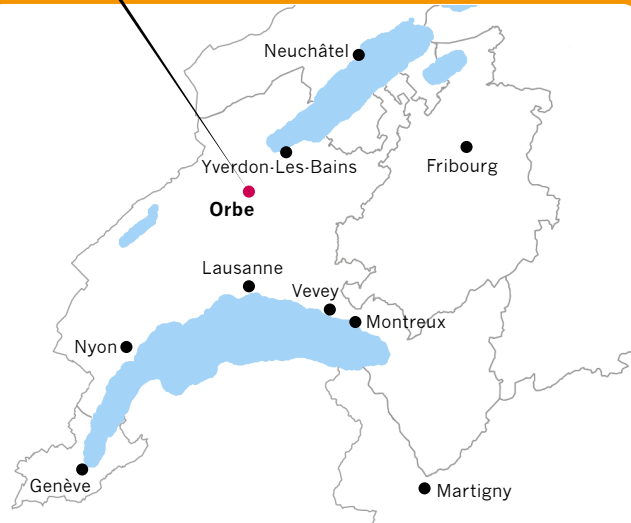 Neuchâtel
Yverdon-Les-Bains
Fribourg
Orbe
Lausanne
Vevey
Montreux
Nyon
Genève
Martigny